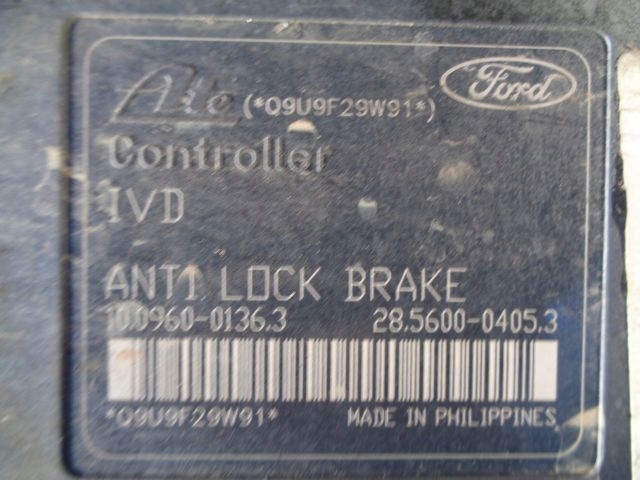 Ate (*Q9U9F29W91*) Ford
Controller
IVD
ANTI LOCK BRAKE
10.0960-0136.3 28.5600-0405.3
*Q9U9F29W91* MADE IN PHILIPPINES